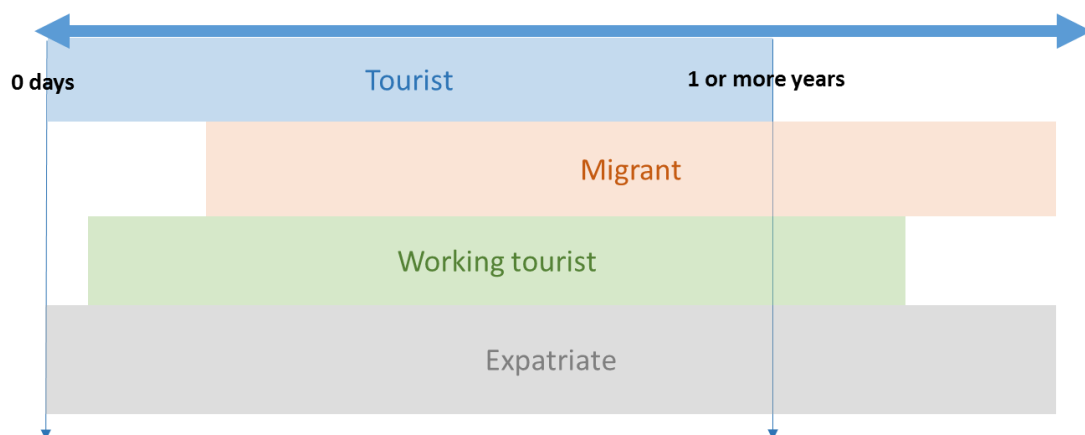 0 days
Tourist
1 or more years
Migrant
Working tourist
Expatriate